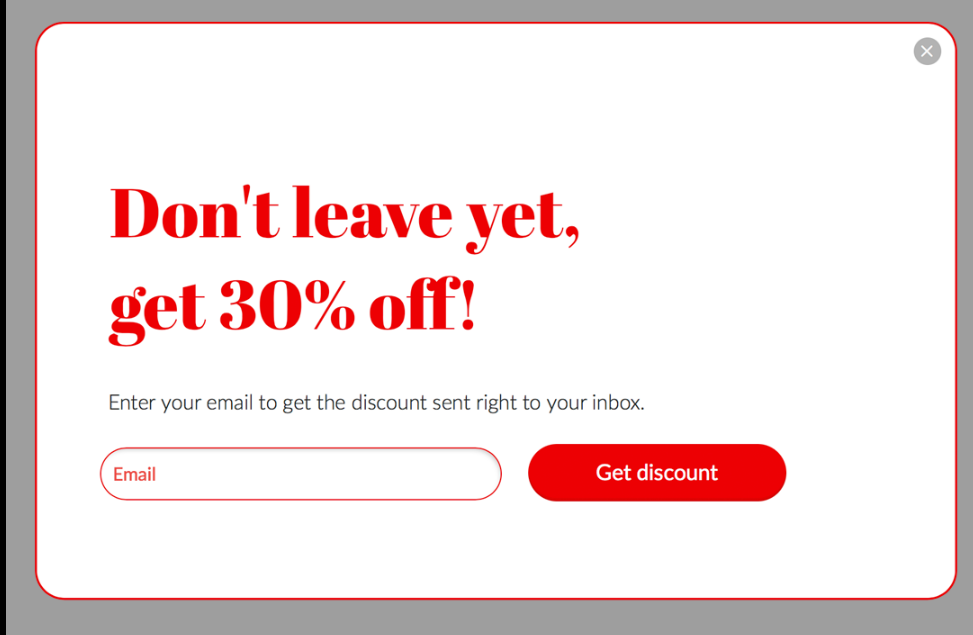 Don't leave yet,
get 30% off!
Enter your email to get the discount sent right to your inbox.
Email
Get discount